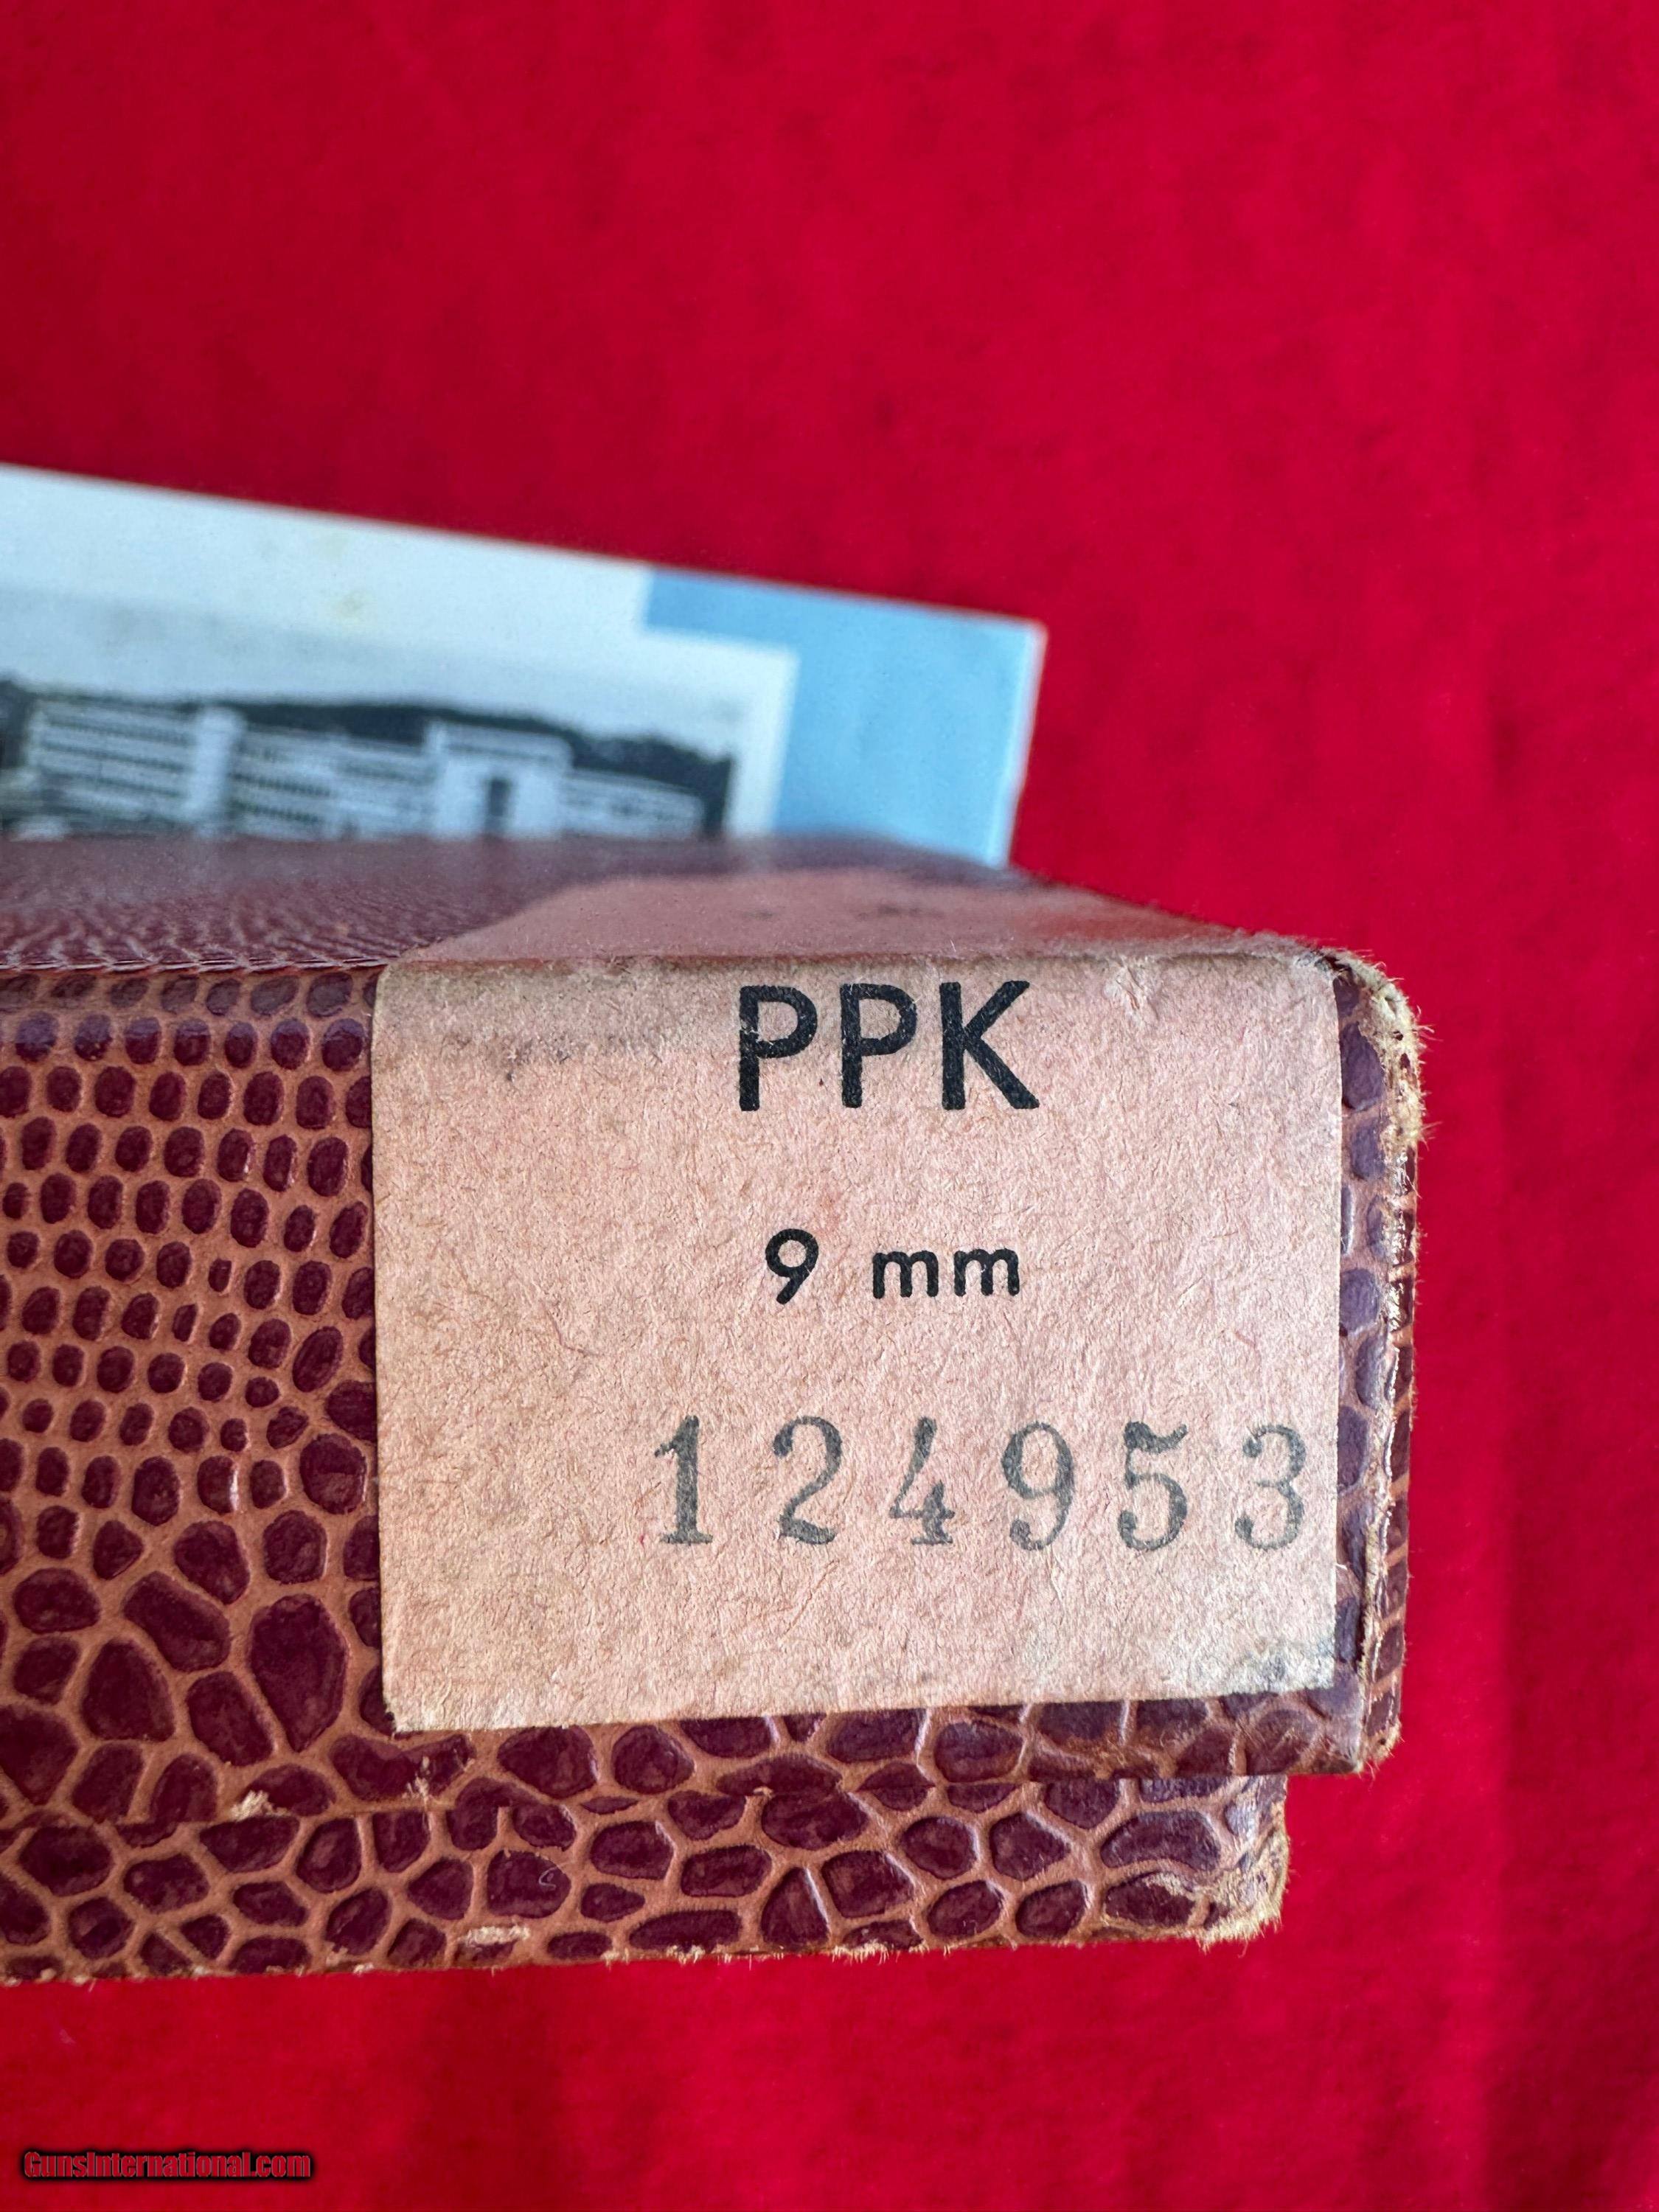 PPK
9 mm
124953
GunsInternational.com